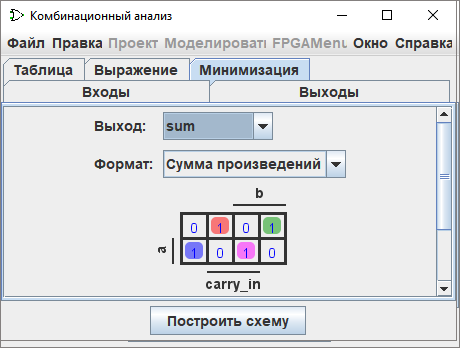 Комбинационный анализ
Файл Правка Проект Моделироват FPGAMenu Окно Справка
Таблица Выражение Минимизация
Входы Выходы
Выход: sum
Формат: Сумма произведений
b
0 1 0 1
a
1 0 1 0
carry_in
Построить схему